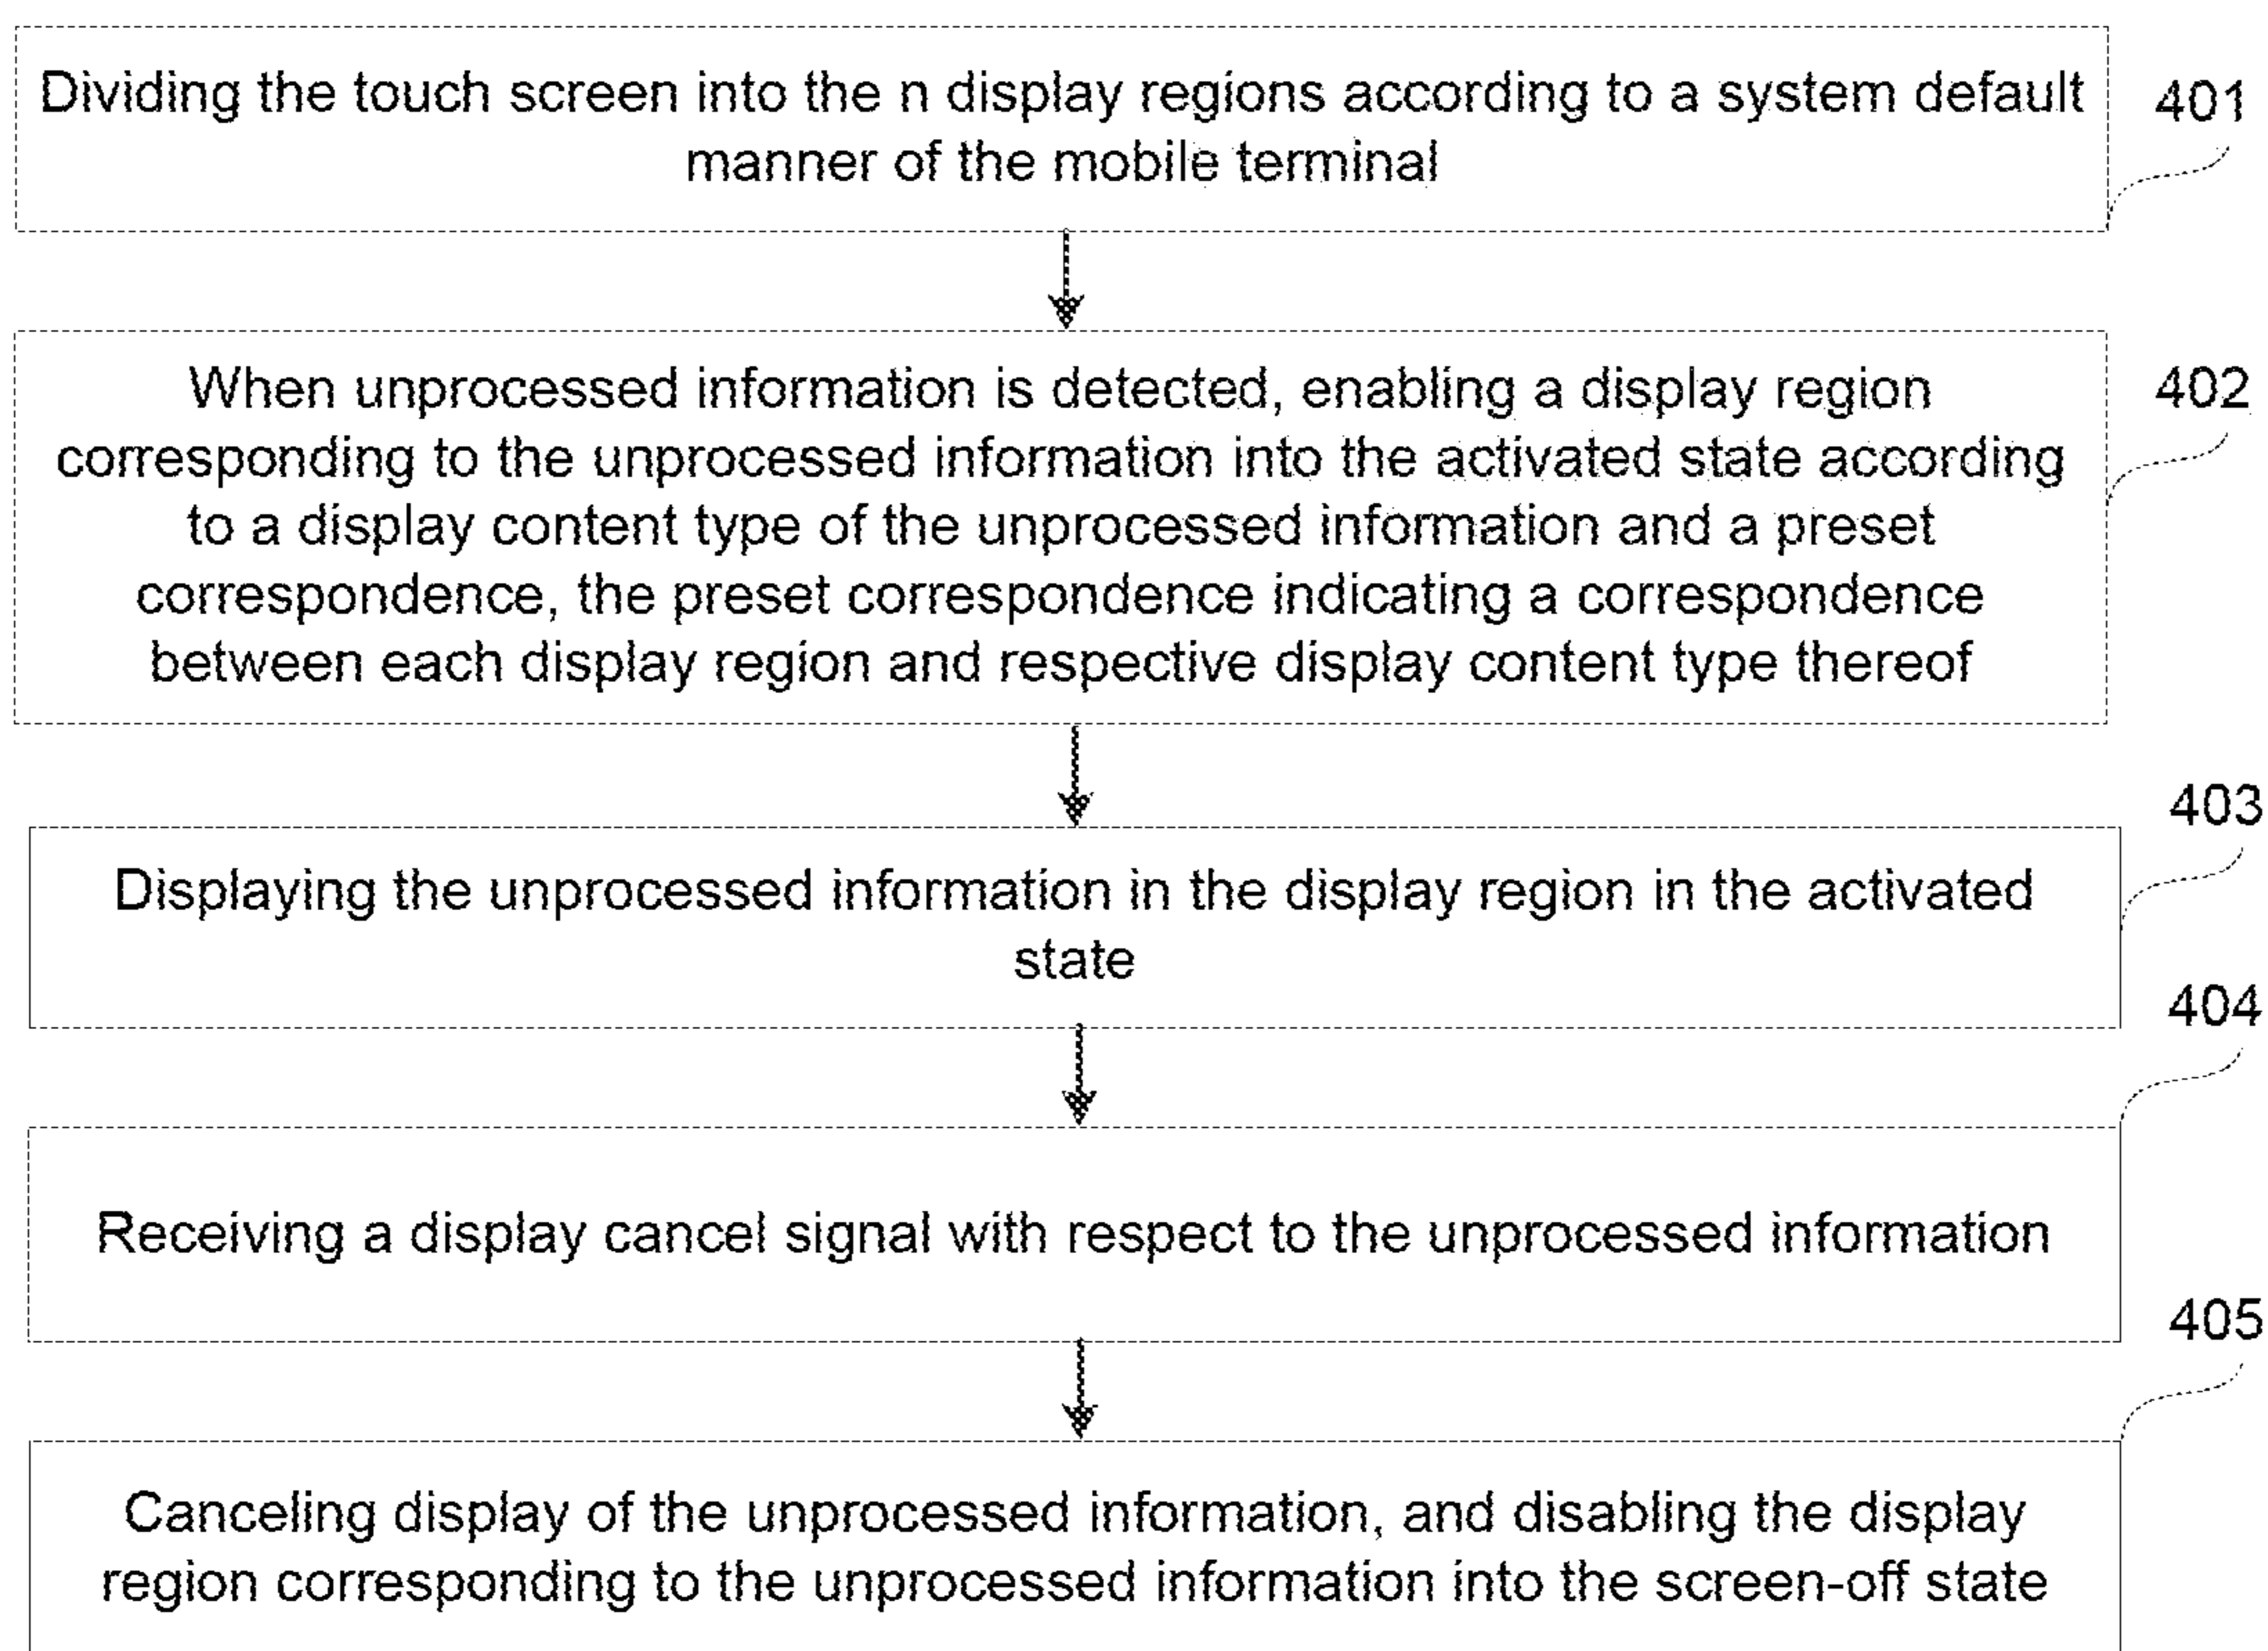 Dividing the touch screen into the n display regions according to a system default
manner of the mobile terminal
401
When unprocessed information is detected, enabling a display region
corresponding to the unprocessed information into the activated state according
to a display content type of the unprocessed information and a preset
correspondence, the preset correspondence indicating a correspondence
between each display region and respective display content type thereof
402
Displaying the unprocessed information in the display region in the activated
state
403
Receiving a display cancel signal with respect to the unprocessed information
404
Canceling display of the unprocessed information, and disabling the display
region corresponding to the unprocessed information into the screen-off state
405